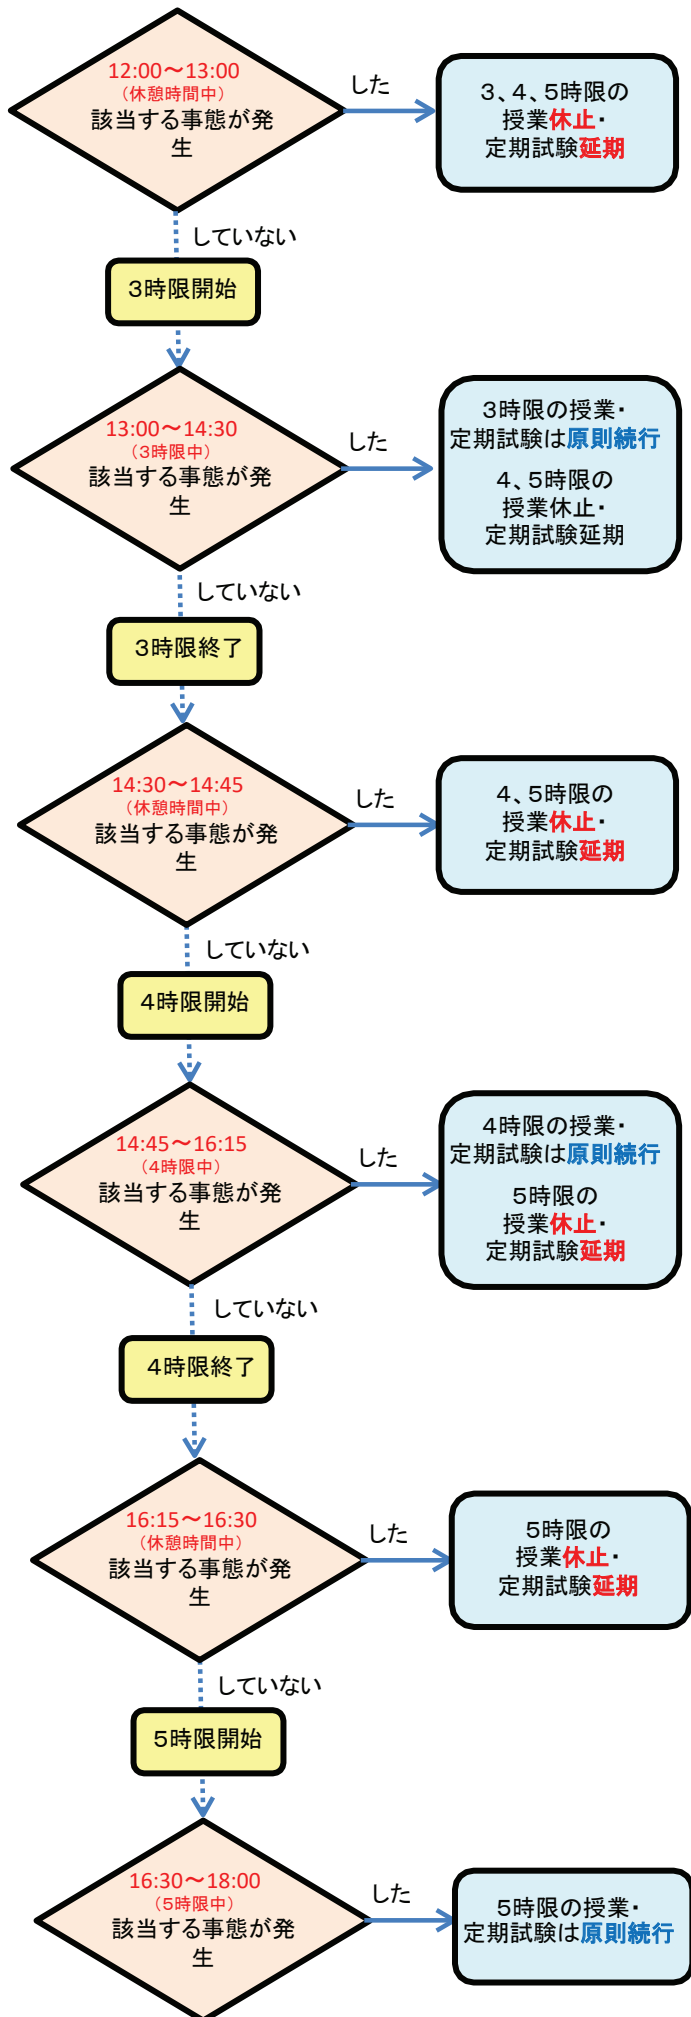 12:00～13:00
（休憩時間中）
該当する事態が発
生
した
３、４、５時限の
授業休止・
定期試験延期
していない
３時限開始
13:00～14:30
（３時限中）
該当する事態が発
生
した
３時限の授業・
定期試験は原則続行
４、５時限の
授業休止・
定期試験延期
していない
３時限終了
14:30～14:45
（休憩時間中）
該当する事態が発
生
した
４、５時限の
授業休止・
定期試験延期
していない
４時限開始
14:45～16:15
（４時限中）
該当する事態が発
生
した
４時限の授業・
定期試験は原則続行
５時限の
授業休止・
定期試験延期
していない
４時限終了
16:15～16:30
（休憩時間中）
該当する事態が発
生
した
５時限の
授業休止・
定期試験延期
していない
５時限開始
16:30～18:00
（５時限中）
該当する事態が発
生
した
５時限の授業・
定期試験は原則続行